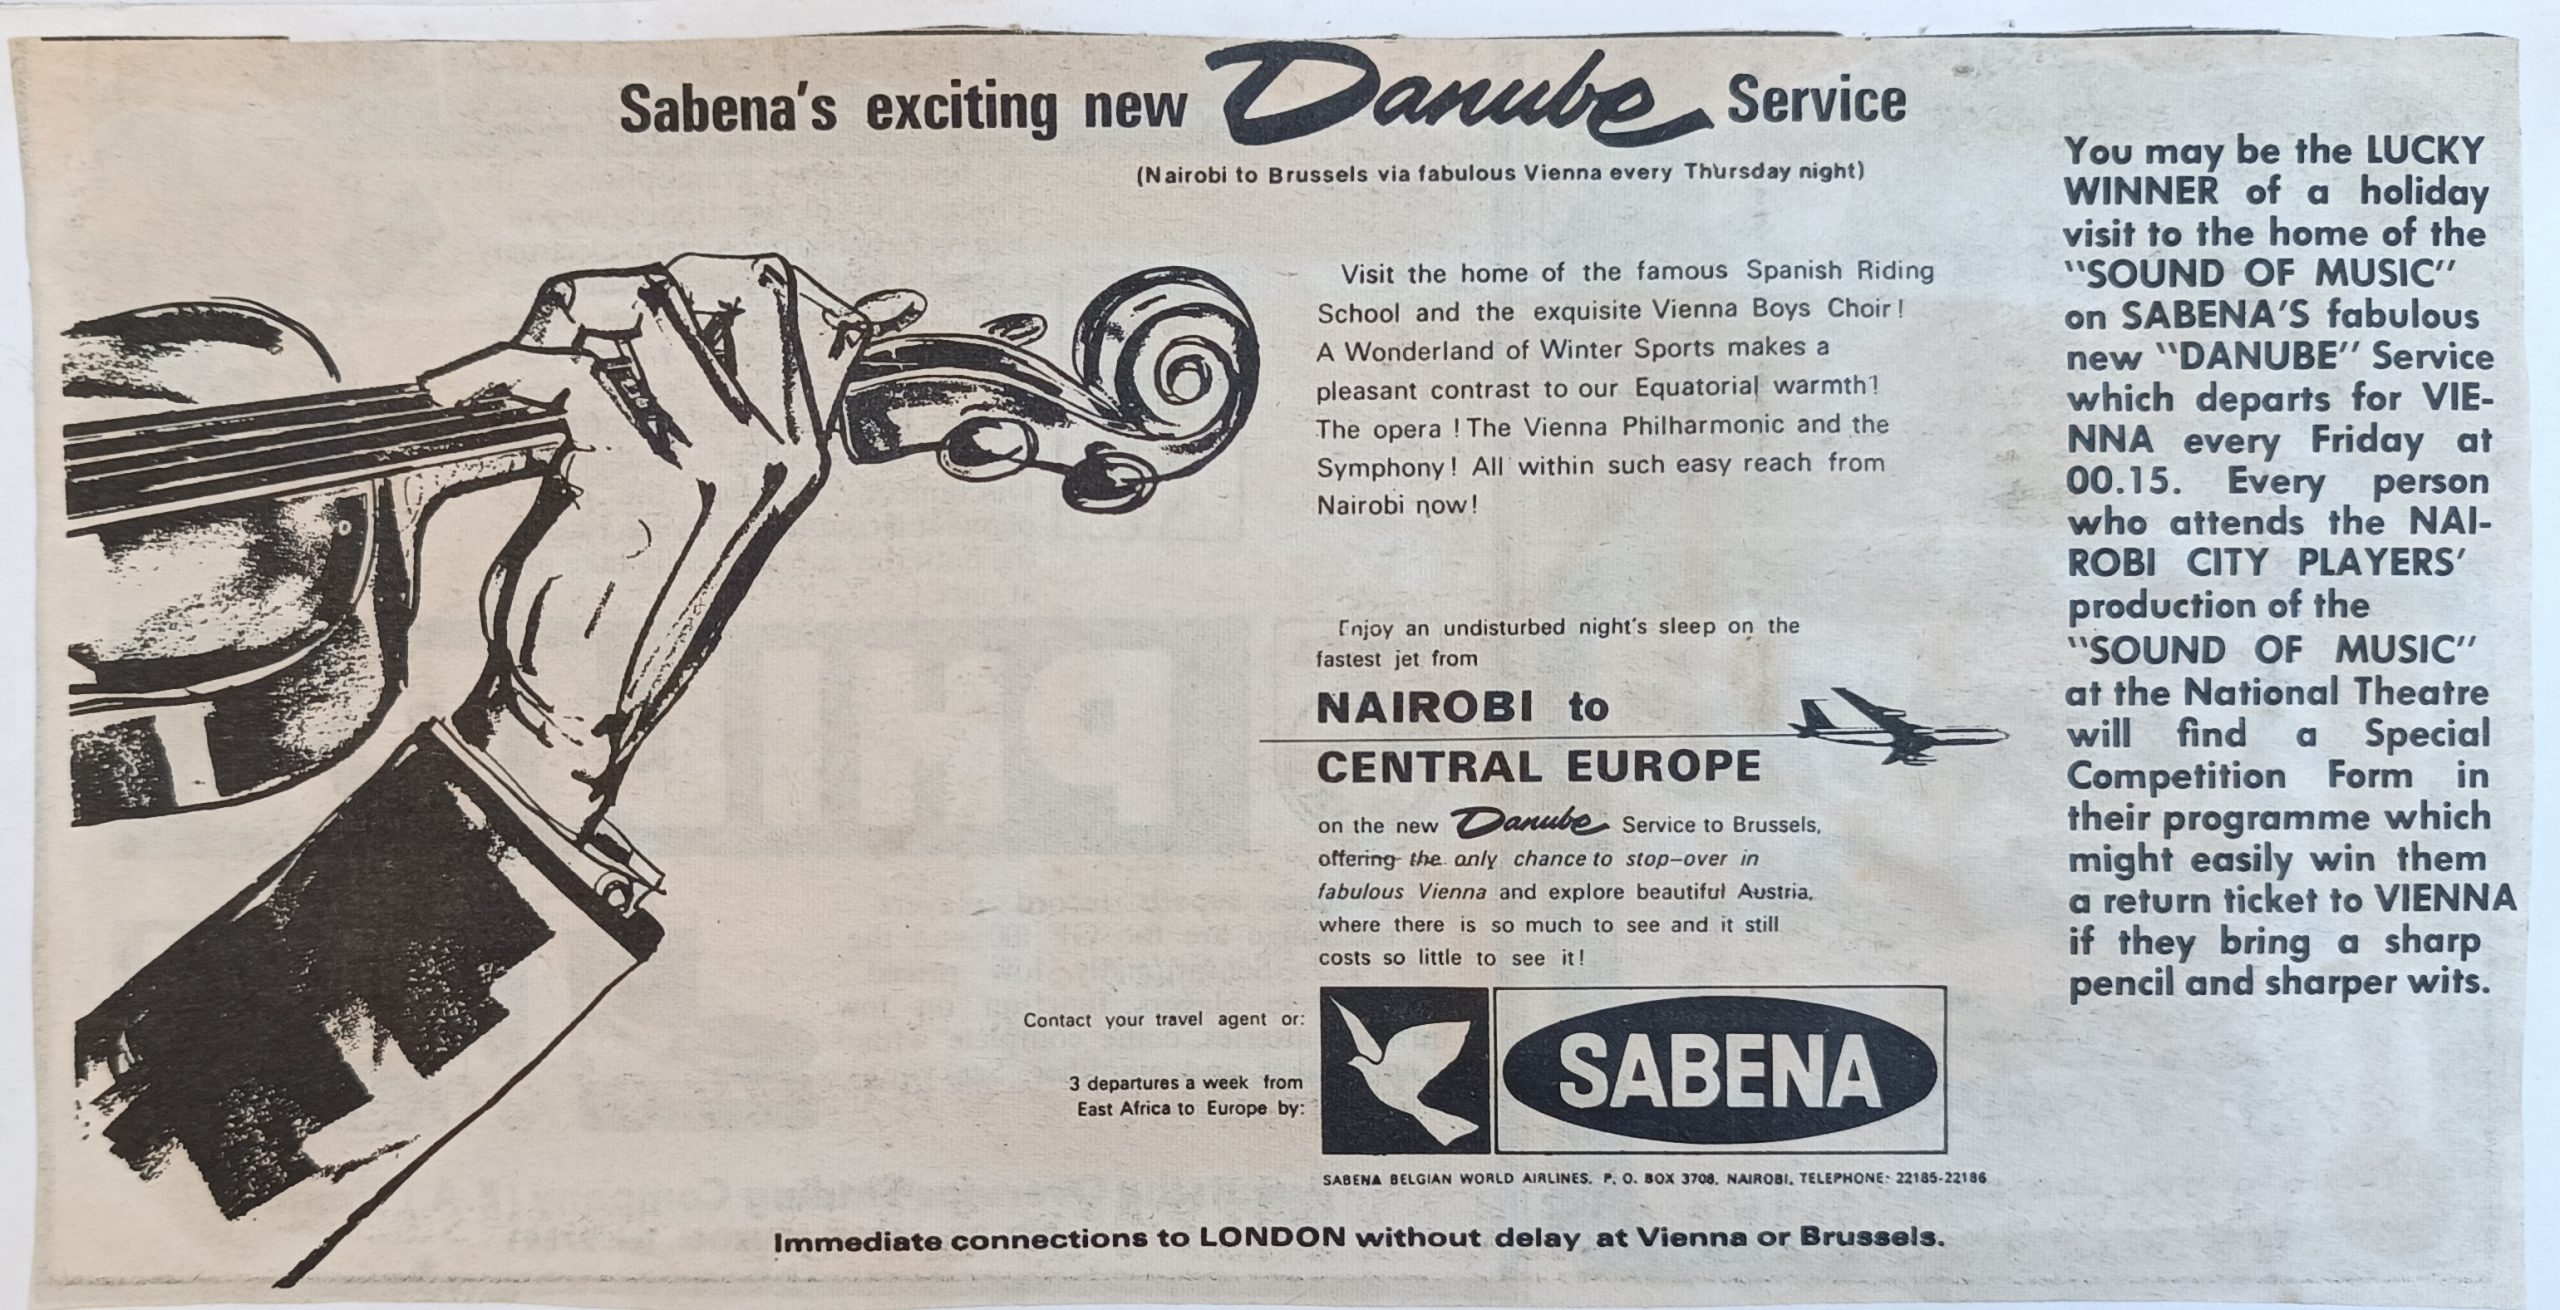 Sabena's exciting new Danube Service
(Nairobi to Brussels via fabulous Vienna every Thursday night)
Visit the home of the famous Spanish Riding
School and the exquisite Vienna Boys Choir!
A Wonderland of Winter Sports makes a
pleasant contrast to our Equatorial warmth!
The opera! The Vienna Philharmonic and the
Symphony! All within such easy reach from
Nairobi now!
Enjoy an undisturbed night's sleep on the
fastest jet from
NAIROBI to
CENTRAL EUROPE
on the new Danube Service to Brussels,
offering the only chance to stop-over in
fabulous Vienna and explore beautiful Austria,
where there is so much to see and it still
costs so little to see it!
Contact your travel agent or:
3 departures a week from
East Africa to Europe by:
SABENA
SABENA BELGIAN WORLD AIRLINES. P. O. BOX 3708, NAIROBI, TELEPHONE: 22185-22186
Immediate connections to LONDON without delay at Vienna or Brussels.
You may be the LUCKY
WINNER of a holiday
visit to the home of the
"SOUND OF MUSIC"
on SABENA'S fabulous
new "DANUBE" Service
which departs for VIE-
NNA every Friday at
00.15. Every person
who attends the NAI-
ROBI CITY PLAYERS'
production of the
"SOUND OF MUSIC"
at the National Theatre
will find a Special
Competition Form in
their programme which
might easily win them
a return ticket to VIENNA
if they bring a sharp
pencil and sharper wits.